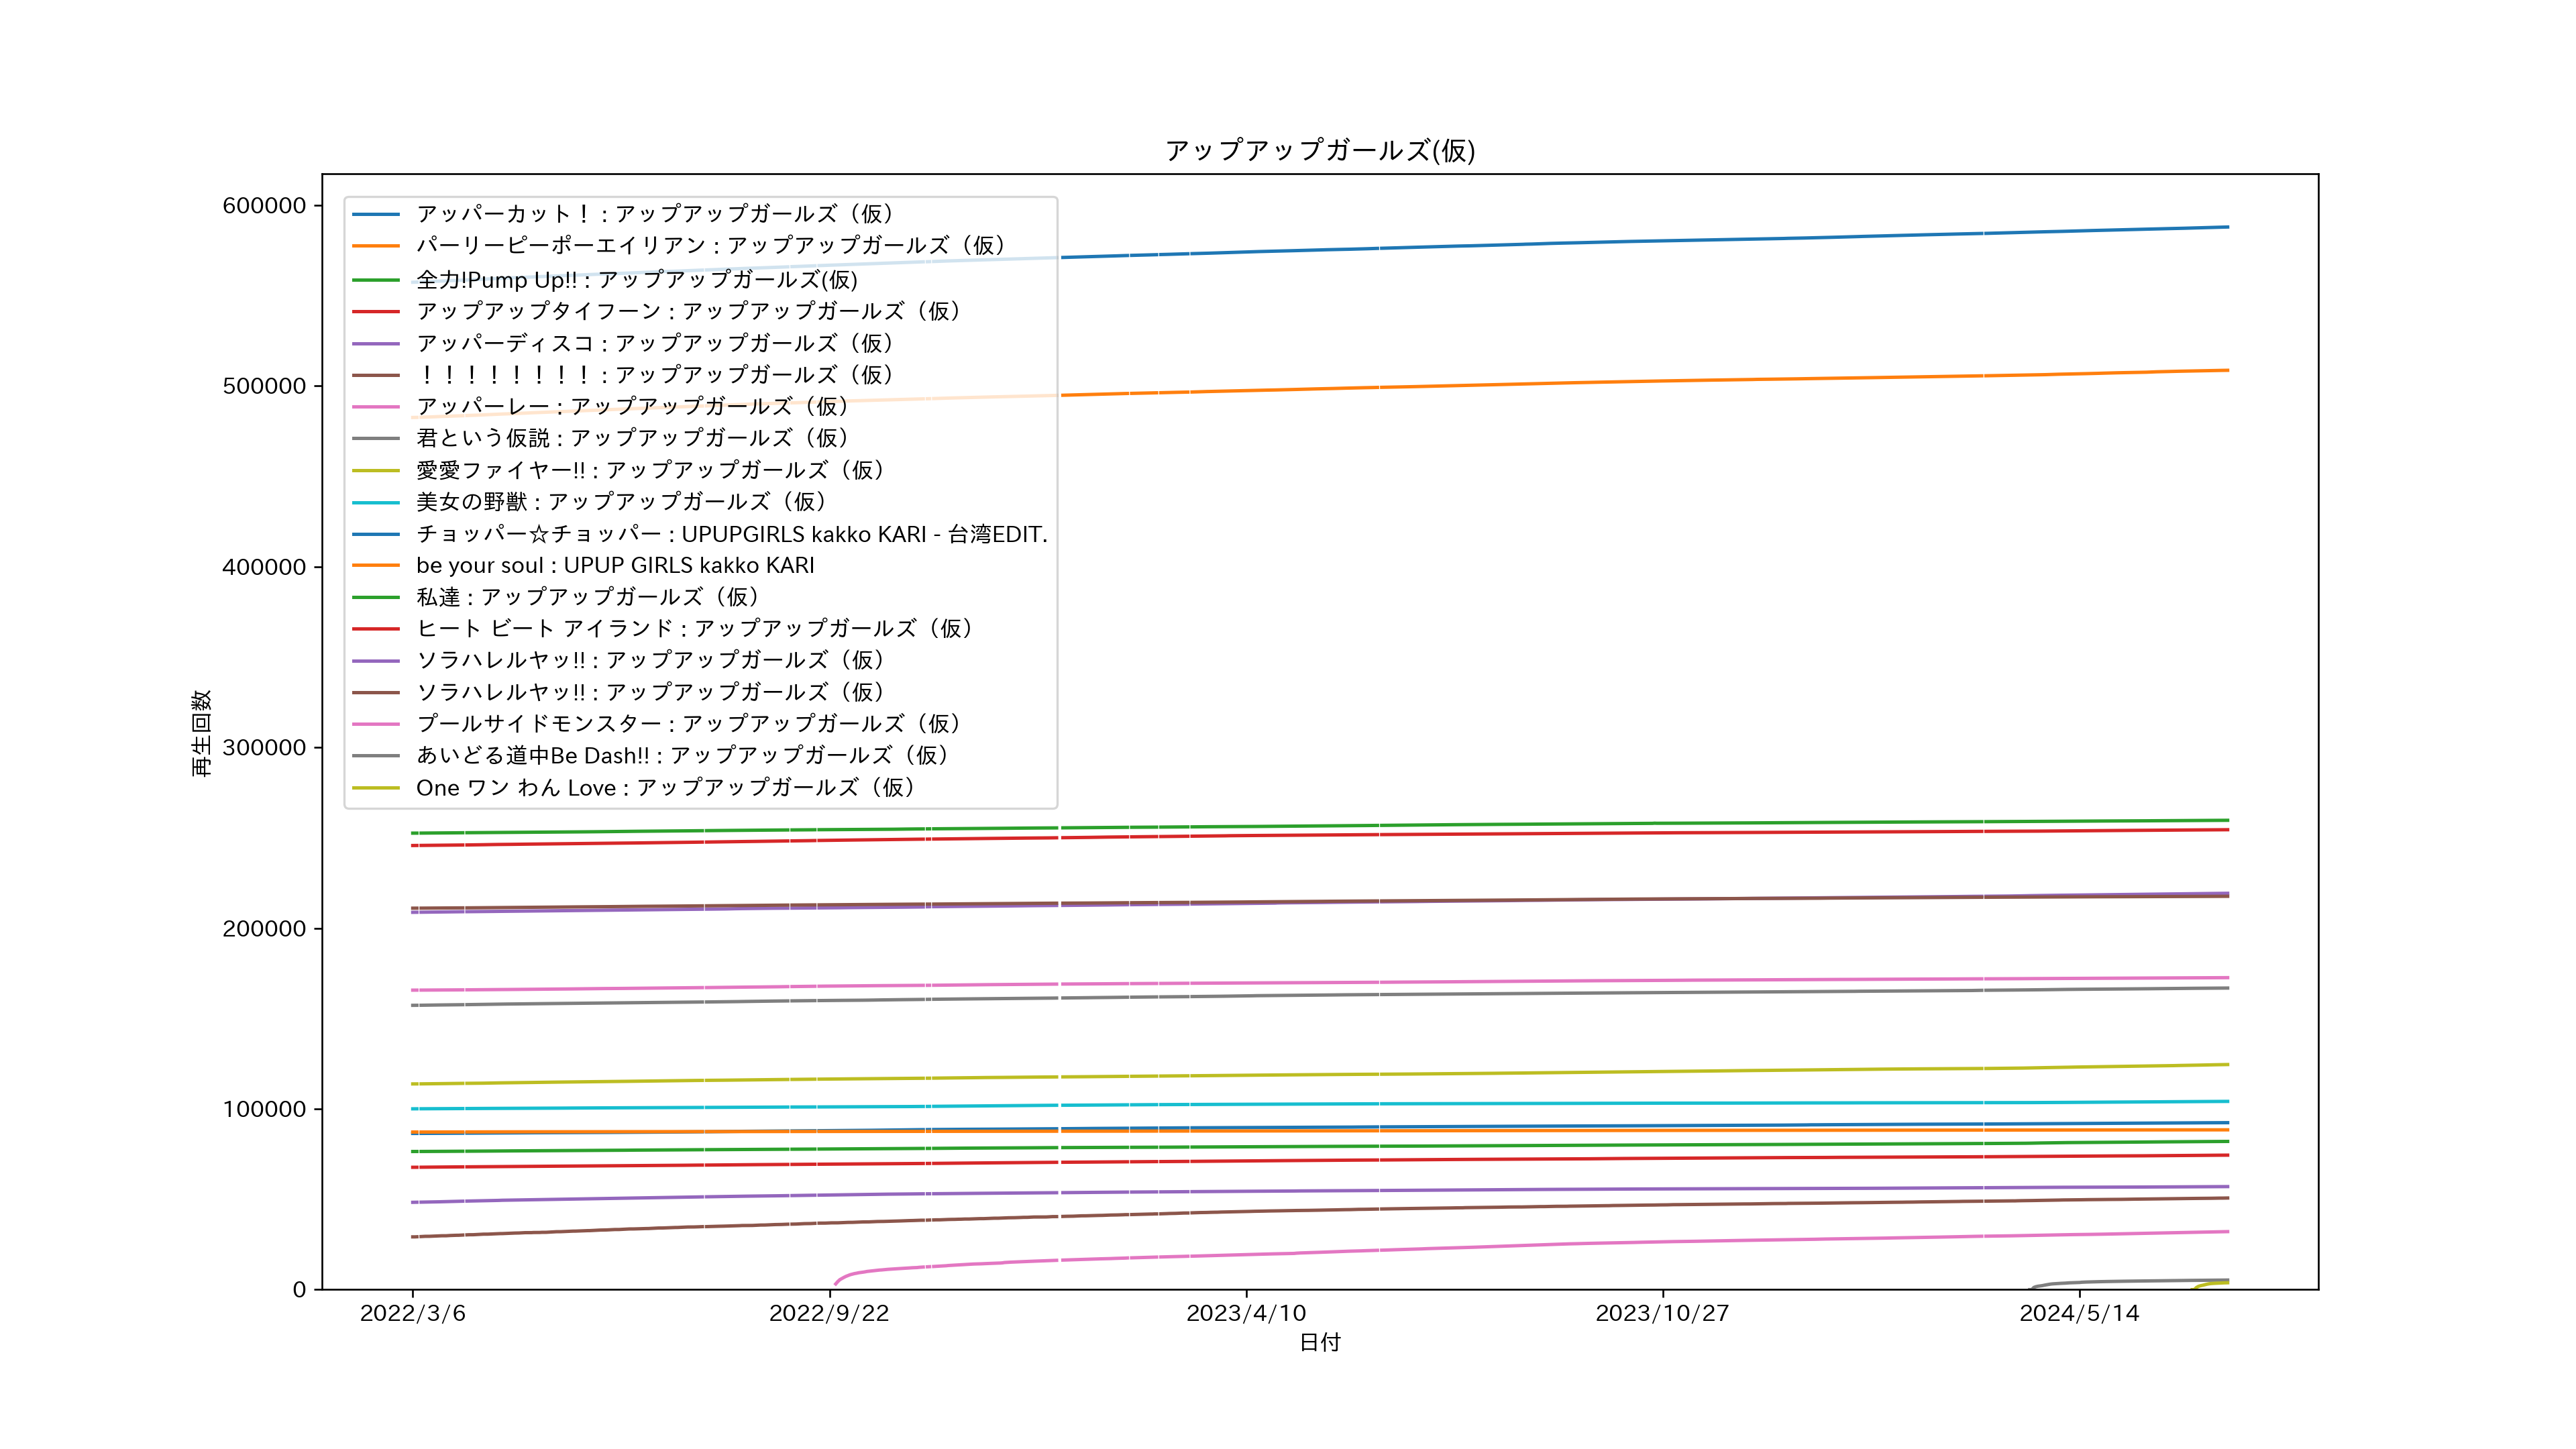 アップアップガールズ(仮)
600000
500000
400000
300000
200000
100000
0
再生回数
アッパーカット！ : アップアップガールズ（仮）
パーリーピーポーエイリアン : アップアップガールズ（仮）
全力!Pump Up!! : アップアップガールズ(仮)
アップアップタイフーン : アップアップガールズ（仮）
アッパーディスコ : アップアップガールズ（仮）
！！！！！！！！ : アップアップガールズ（仮）
アッパーレー : アップアップガールズ（仮）
君という仮説 : アップアップガールズ（仮）
愛愛ファイヤー!! : アップアップガールズ（仮）
美女の野獣 : アップアップガールズ（仮）
チョッパー☆チョッパー : UPUPGIRLS kakko KARI - 台湾EDIT.
be your soul : UPUP GIRLS kakko KARI
私達 : アップアップガールズ（仮）
ヒート ビート アイランド : アップアップガールズ（仮）
ソラハレルヤッ!! : アップアップガールズ（仮）
ソラハレルヤッ!! : アップアップガールズ（仮）
プールサイドモンスター : アップアップガールズ（仮）
あいどる道中Be Dash!! : アップアップガールズ（仮）
One ワン わん Love : アップアップガールズ（仮）
2022/3/6
2022/9/22
2023/4/10
2023/10/27
2024/5/14
日付